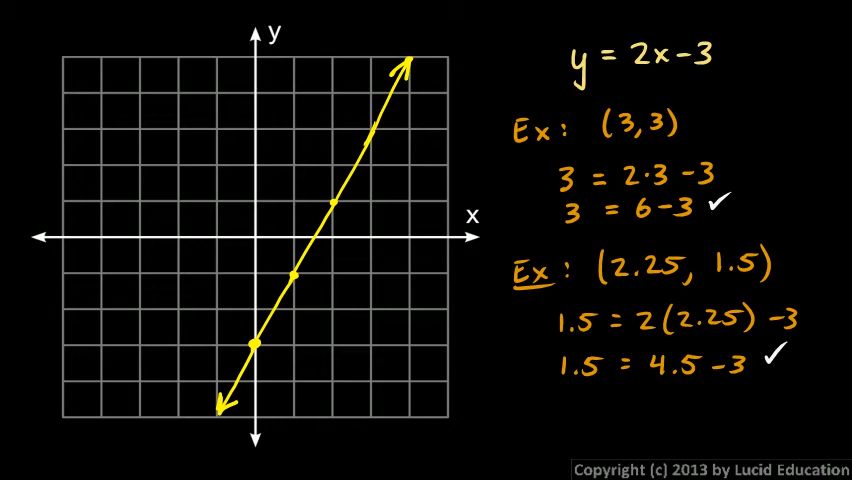 y
x
y = 2x - 3
Ex: (3, 3)
3 = 2·3 - 3
3 = 6 - 3 ✓
Ex: (2.25, 1.5)
1.5 = 2(2.25) - 3
1.5 = 4.5 - 3 ✓
Copyright (c) 2013 by Lucid Education